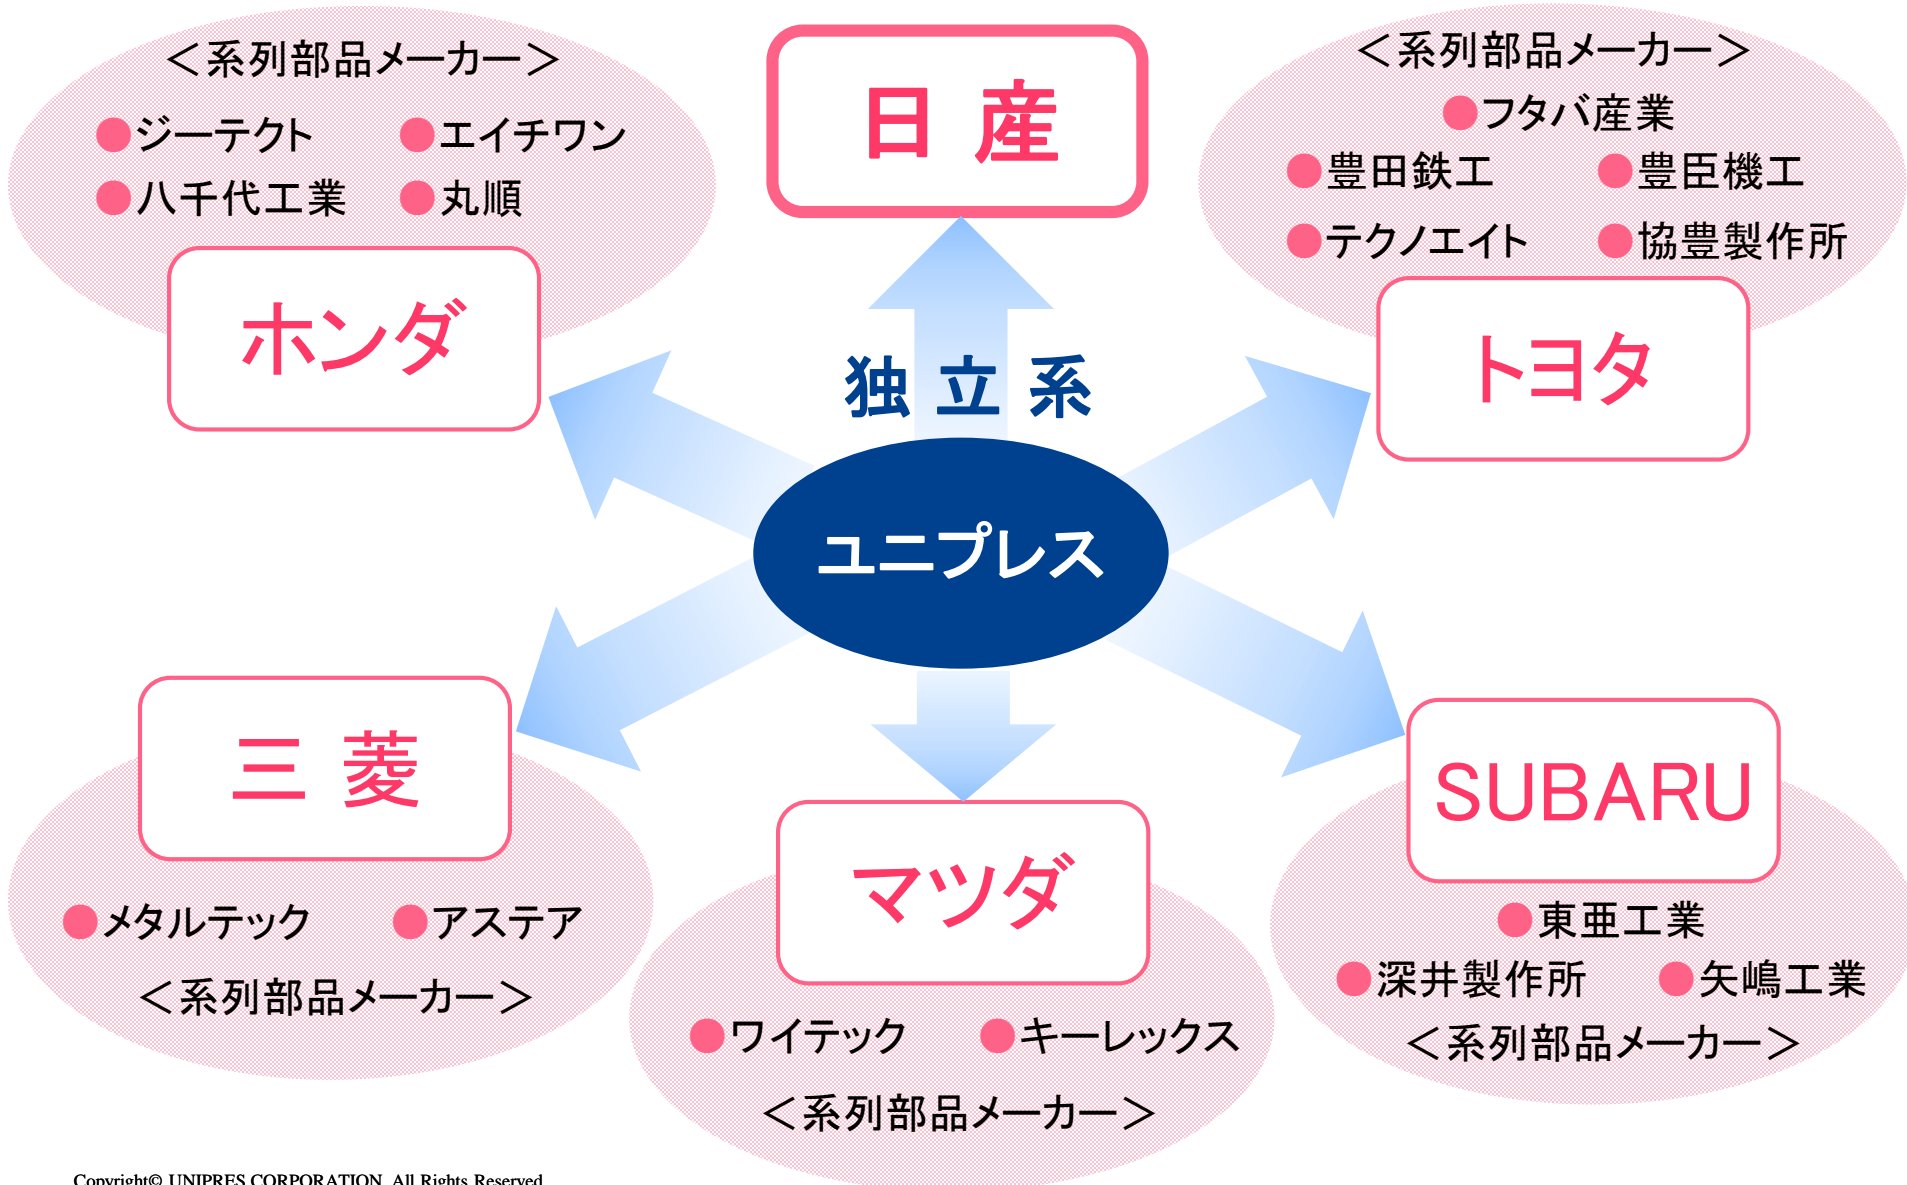 ＜系列部品メーカー＞
●ジーテクト ●エイチワン
●八千代工業 ●丸順
ホンダ
日 産
＜系列部品メーカー＞
●フタバ産業
●豊田鉄工 ●豊臣機工
●テクノエイト ●協豊製作所
トヨタ
独 立 系
ユニプレス
三 菱
●メタルテック ●アステア
＜系列部品メーカー＞
マツダ
●ワイテック ●キーレックス
＜系列部品メーカー＞
SUBARU
●東亜工業
●深井製作所 ●矢嶋工業
＜系列部品メーカー＞
Copyright© UNIPRES CORPORATION. All Rights Reserved